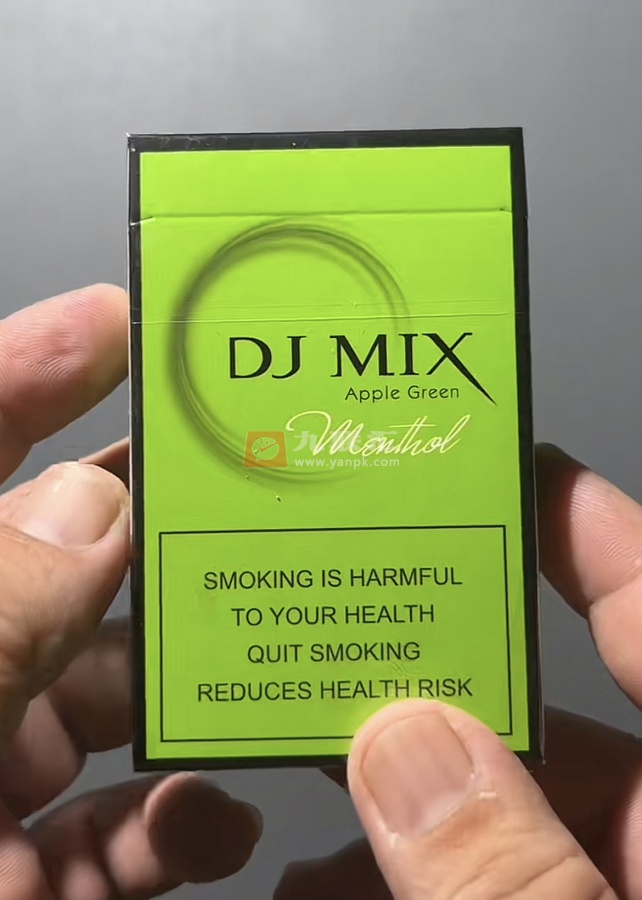 DJ MIX
Apple Green
Menthol
www.yanpk.com
SMOKING IS HARMFUL
TO YOUR HEALTH
QUIT SMOKING
REDUCES HEALTH RISK